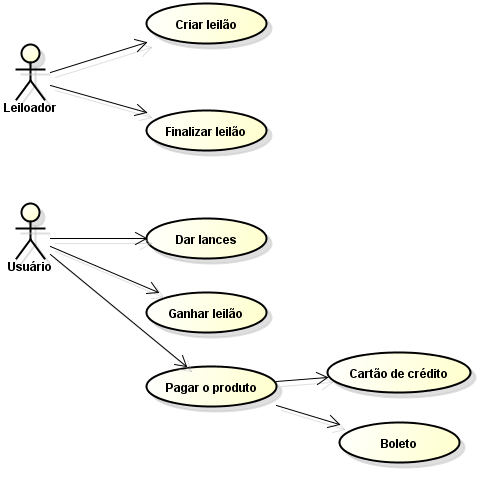 Criar leilão
Leiloador
Finalizar leilão
Usuário
Dar lances
Ganhar leilão
Pagar o produto
Cartão de crédito
Boleto